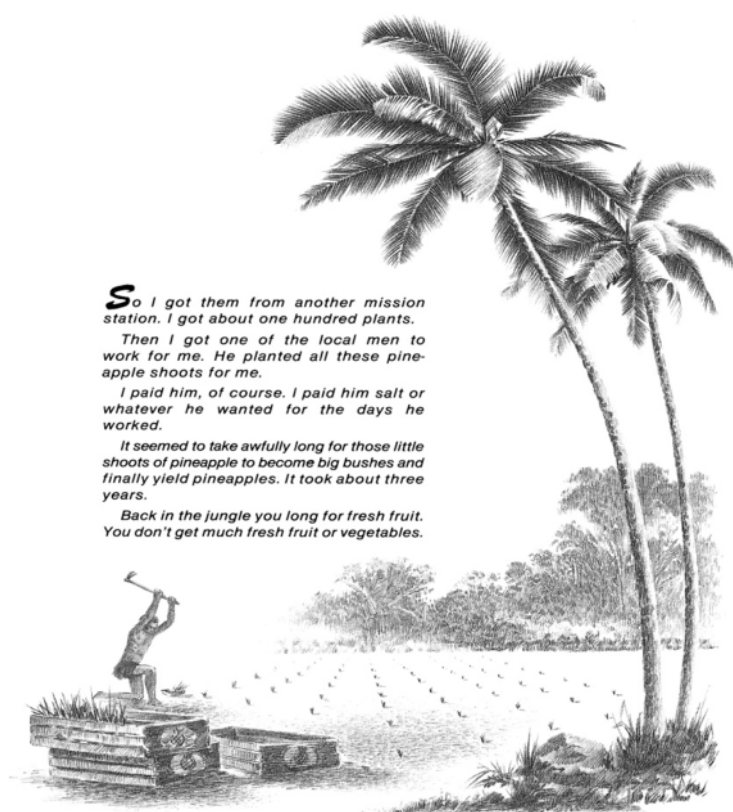 So I got them from another mission
station. I got about one hundred plants.
Then I got one of the local men to
work for me. He planted all these pine-
apple shoots for me.
I paid him, of course. I paid him salt or
whatever he wanted for the days he
worked.
It seemed to take awfully long for those little
shoots of pineapple to become big bushes and
finally yield pineapples. It took about three
years.
Back in the jungle you long for fresh fruit.
You don't get much fresh fruit or vegetables.